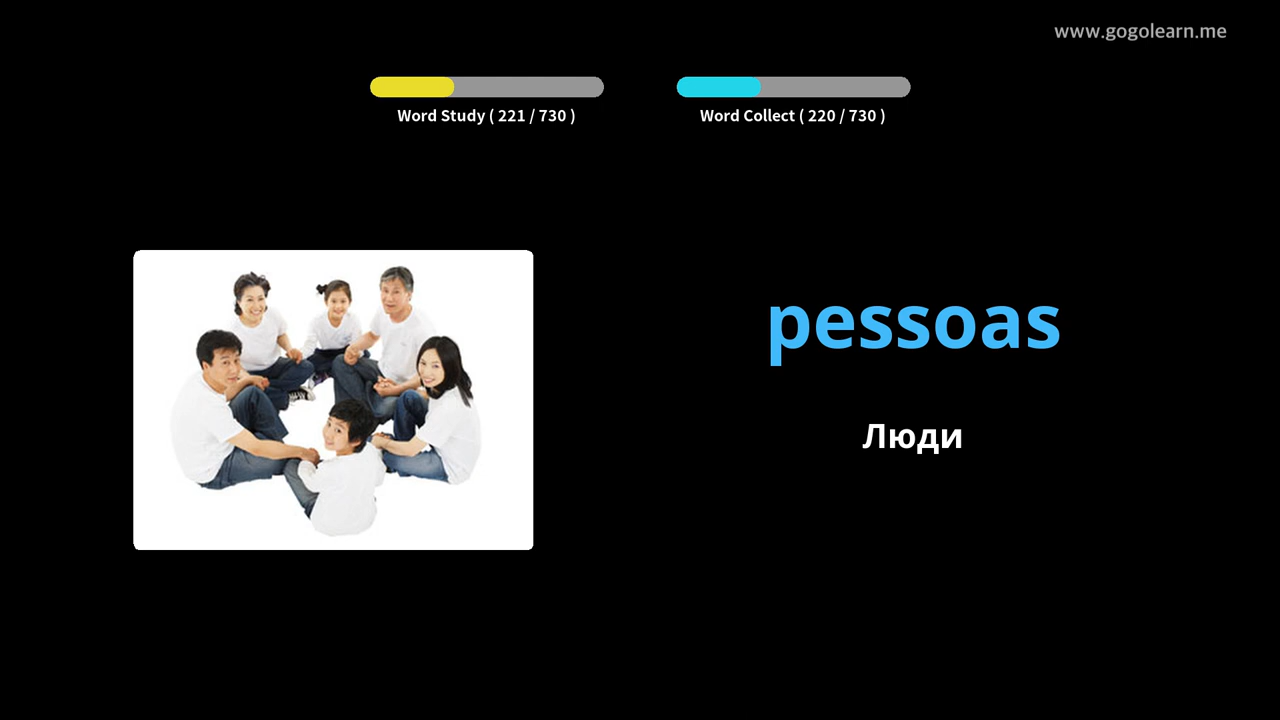 www.gogolearn.me
Word Study ( 221 / 730 )
Word Collect ( 220 / 730 )
pessoas
Люди